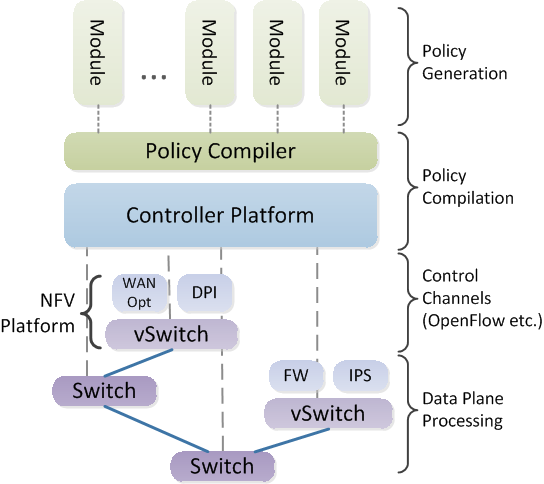 Module
...
Module
Module
Module
Policy
Generation
Policy Compiler
Policy
Compilation
Controller Platform
NFV
Platform
WAN
Opt
DPI
vSwitch
Control
Channels
(OpenFlow etc.)
Switch
FW
IPS
vSwitch
Data Plane
Processing
Switch